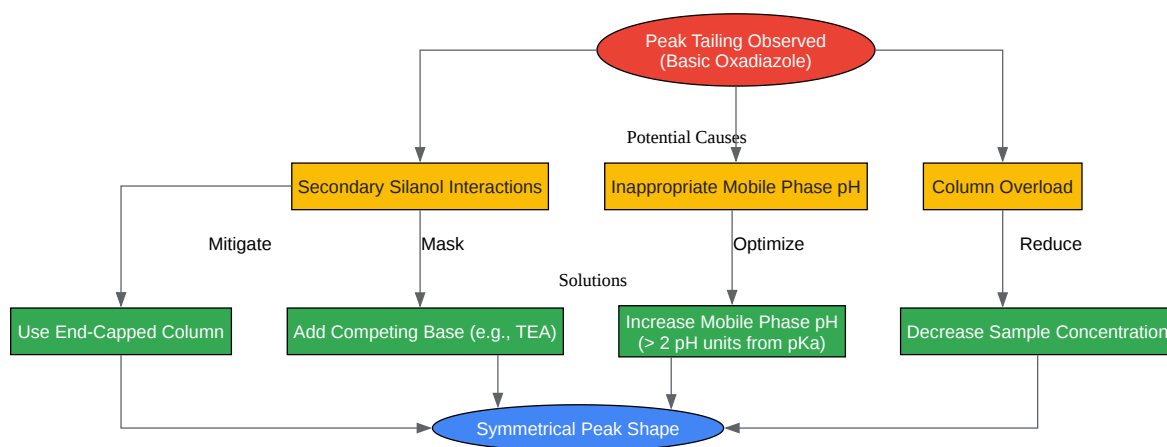 Peak Tailing Observed
(Basic Oxadiazole)
Potential Causes
Secondary Silanol Interactions
Inappropriate Mobile Phase pH
Column Overload
Mitigate
Mask
Optimize
Reduce
Solutions
Use End-Capped Column
Add Competing Base (e.g., TEA)
Increase Mobile Phase pH
(> 2 pH units from pKa)
Decrease Sample Concentration
Symmetrical Peak Shape